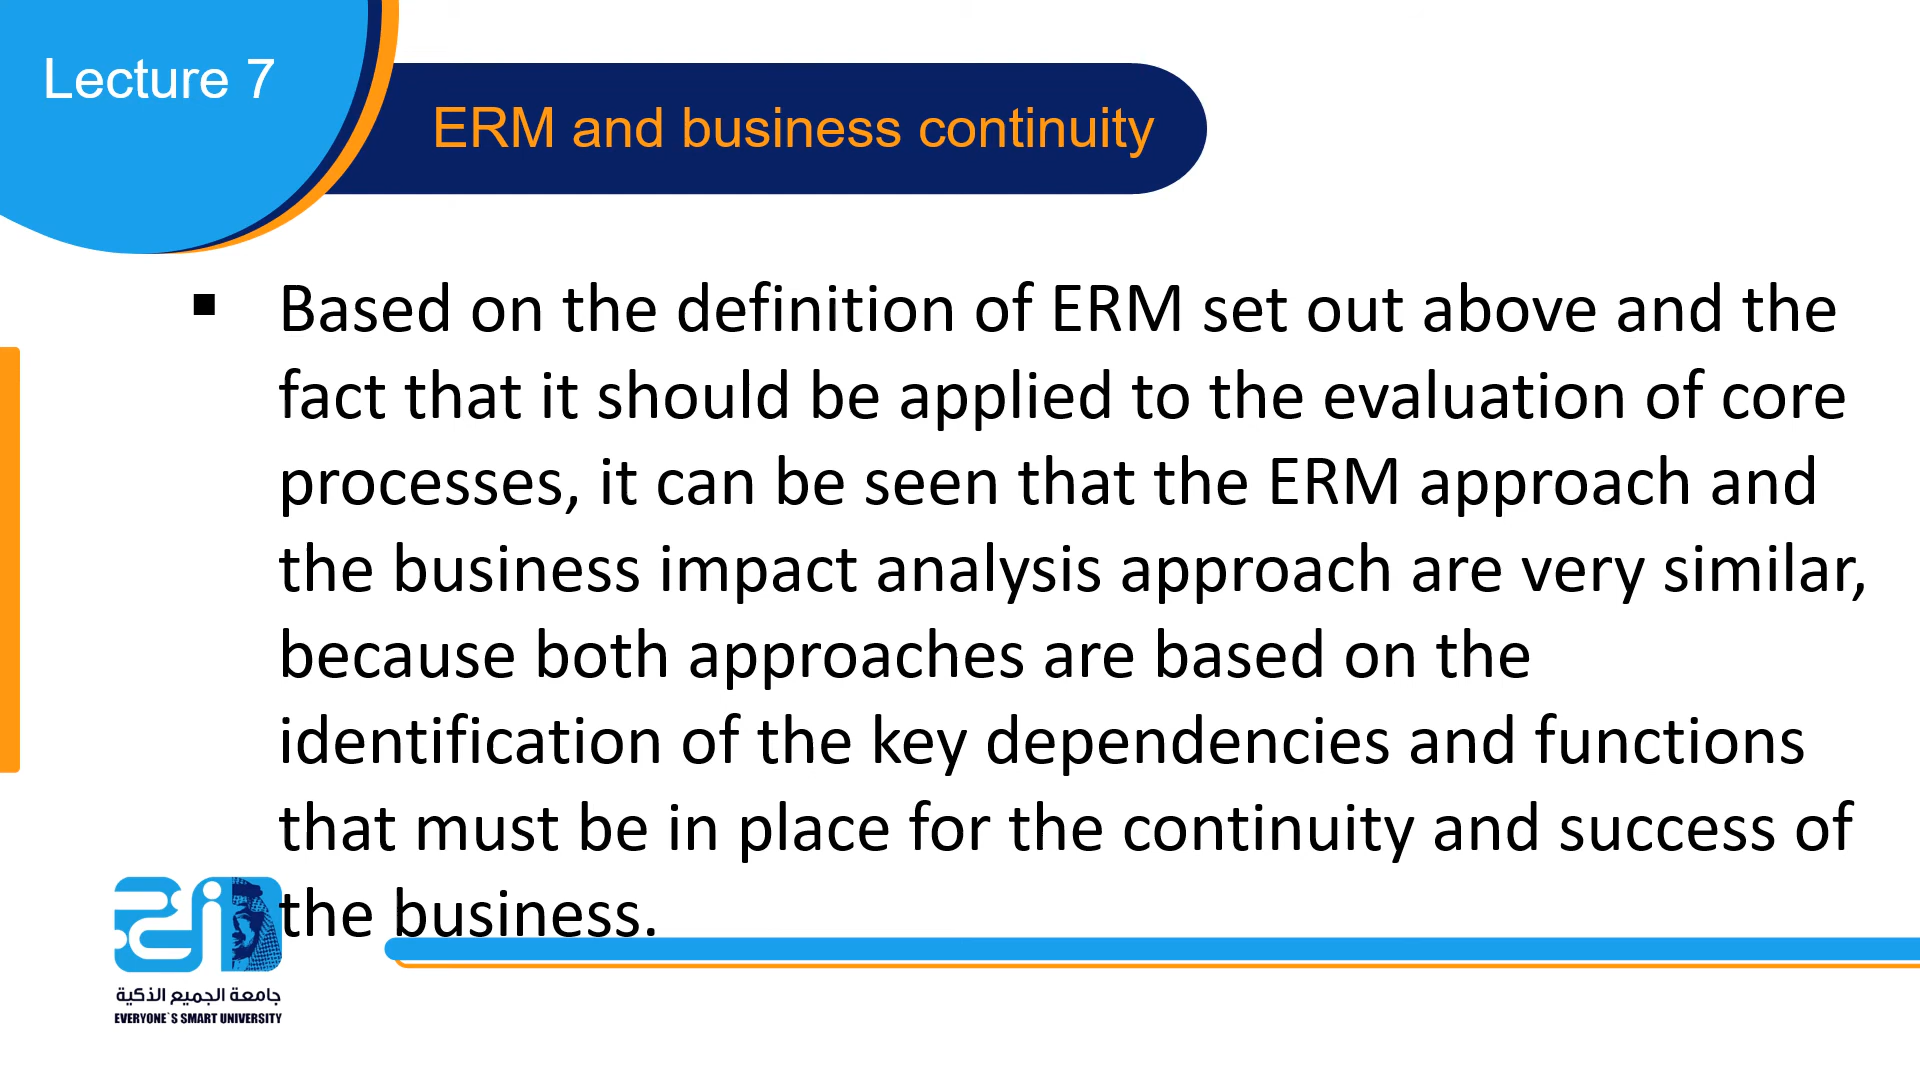 Lecture 7
ERM and business continuity
▪ Based on the definition of ERM set out above and the
fact that it should be applied to the evaluation of core
processes, it can be seen that the ERM approach and
the business impact analysis approach are very similar,
because both approaches are based on the
identification of the key dependencies and functions
that must be in place for the continuity and success of
the business.
جامعة الجميع الذكية
EVERYONE`S SMART UNIVERSITY